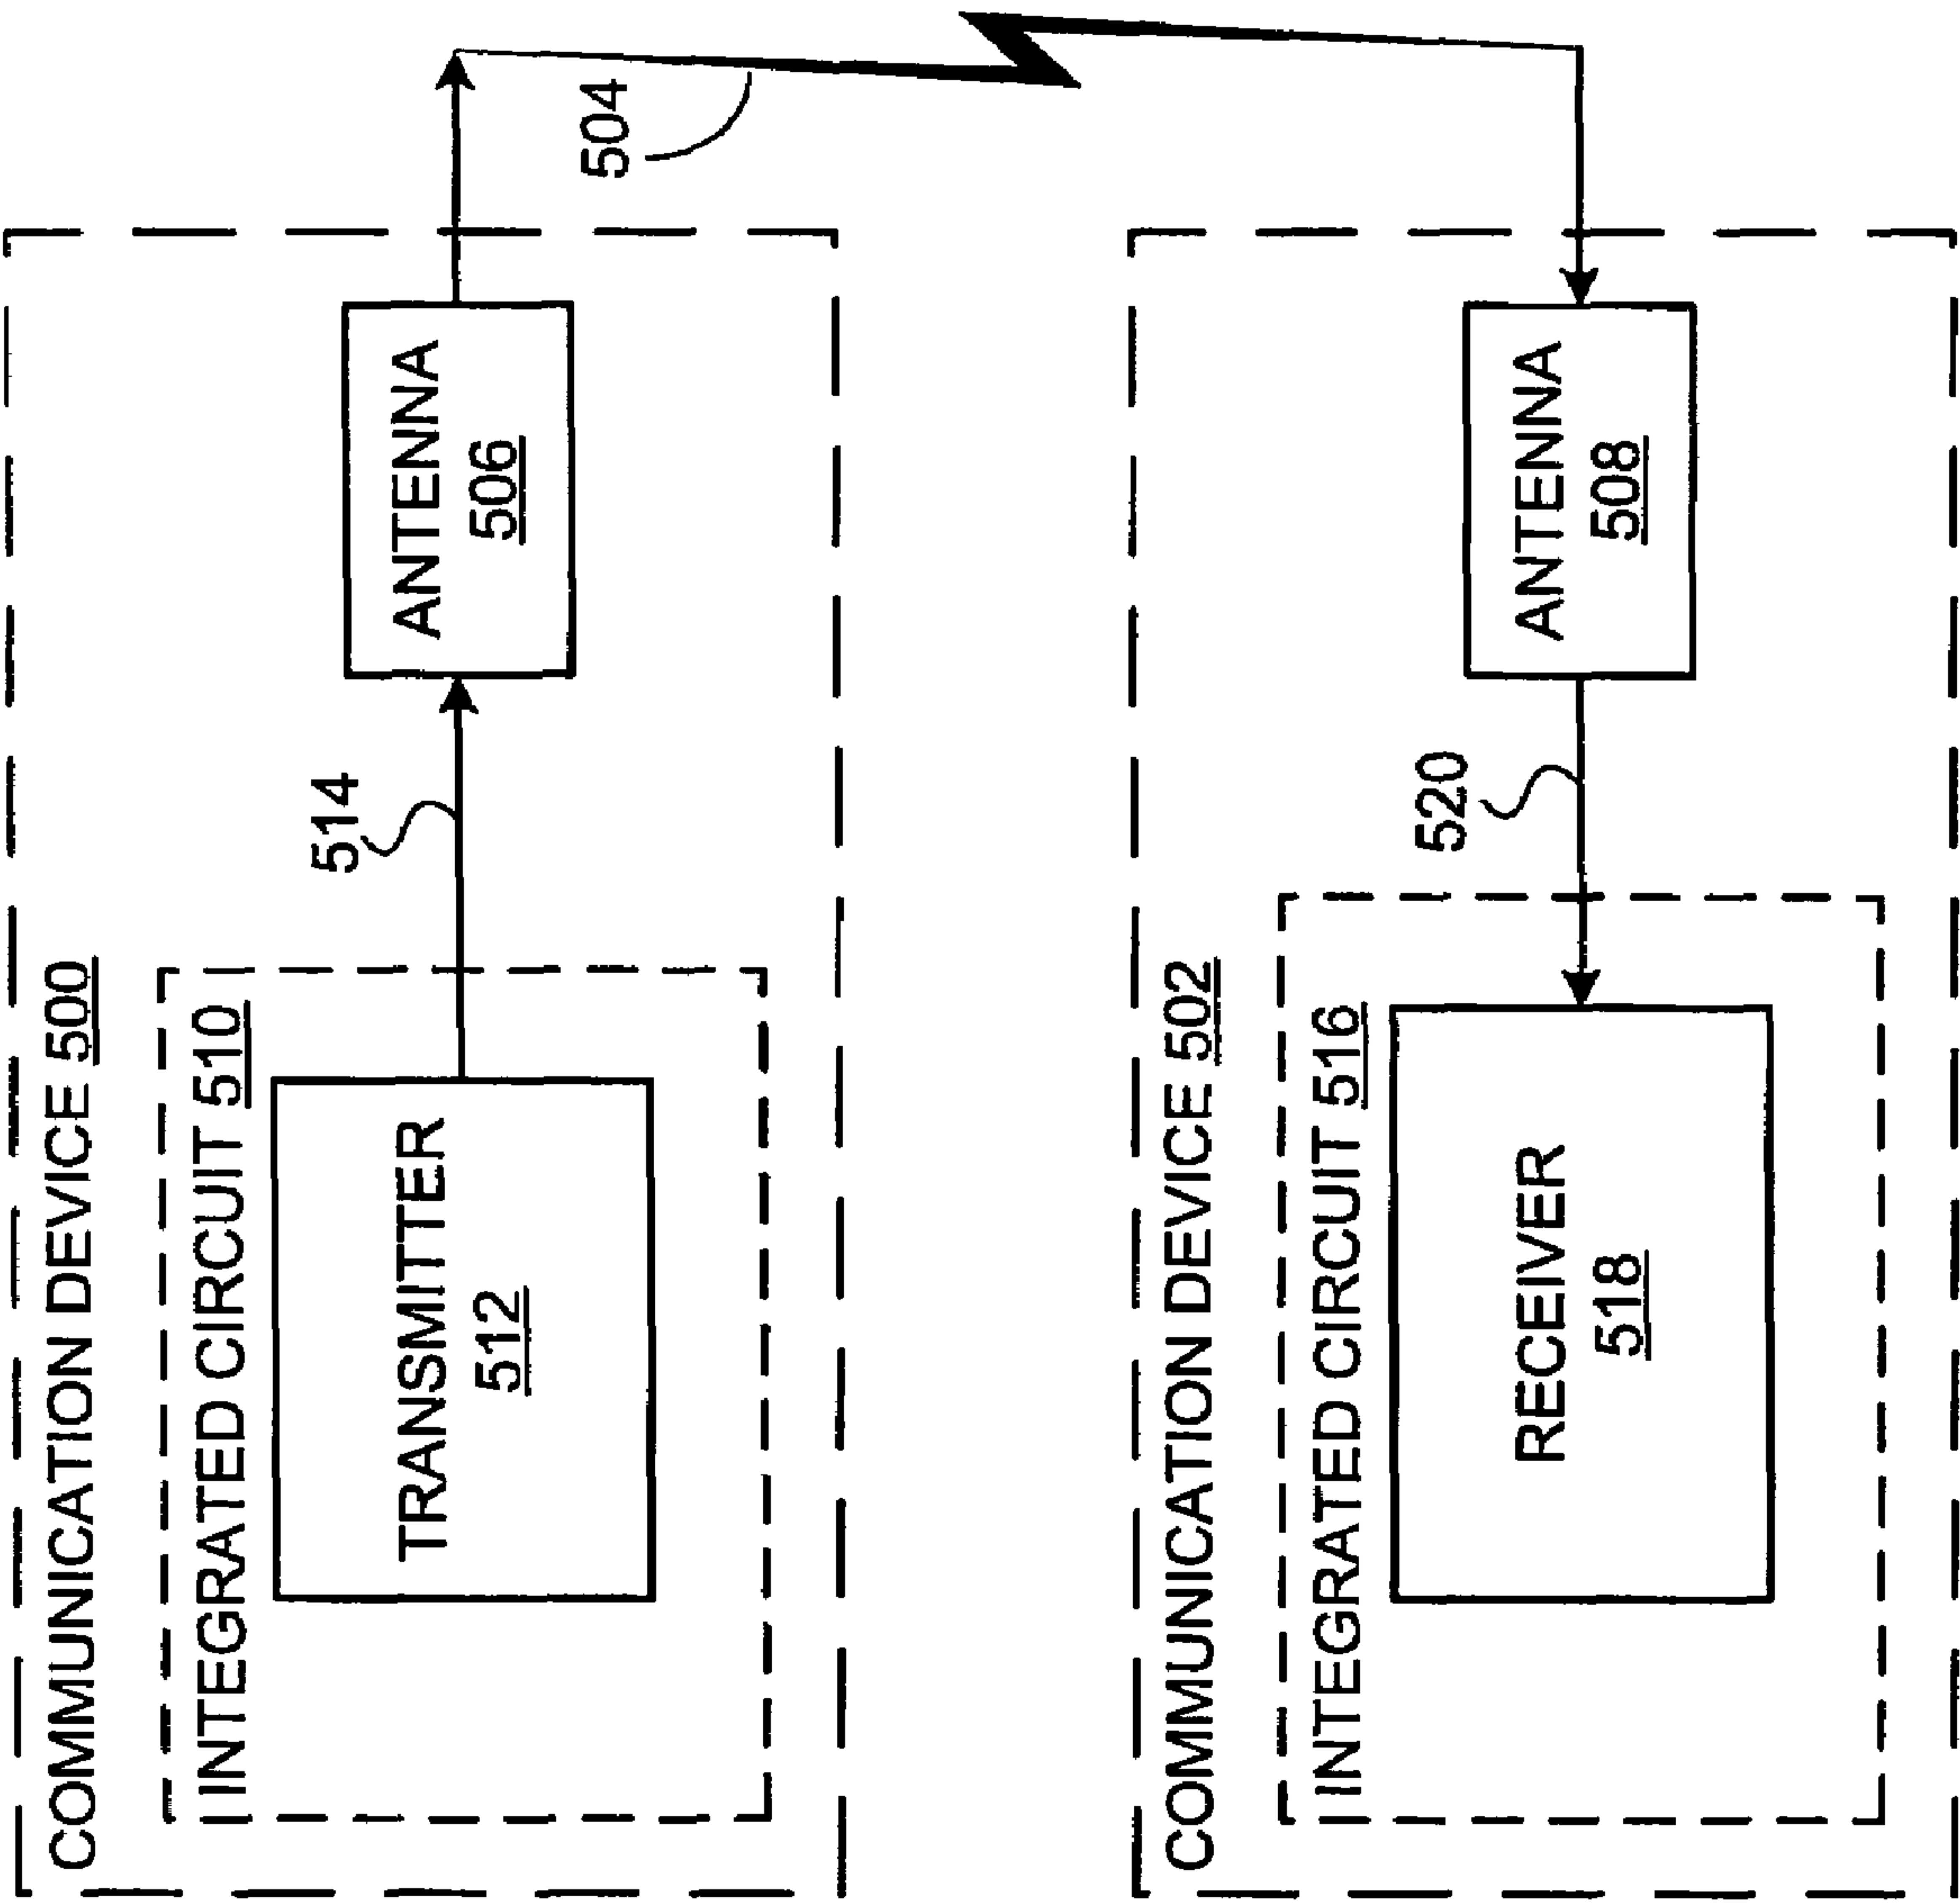 COMMUNICATION DEVICE 500
INTEGRATED CIRCUIT 510
TRANSMITTER
512
514
ANTENNA
506
504
COMMUNICATION DEVICE 502
INTEGRATED CIRCUIT 516
RECEIVER
518
520
ANTENNA
508